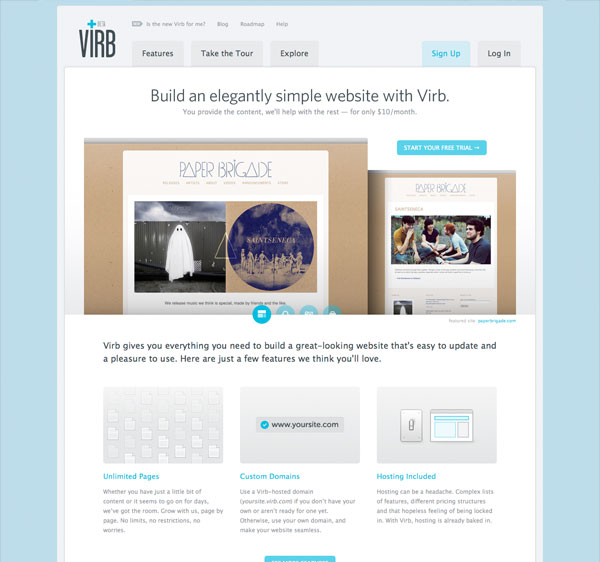 BETA
VIRB
NEW Is the new Virb for me? Blog Roadmap Help
Features Take the Tour Explore Sign Up Log In
Build an elegantly simple website with Virb.
You provide the content, we'll help with the rest — for only $10/month.
START YOUR FREE TRIAL →
PAPER BRIGADE
RELEASES ARTISTS ABOUT VIDEOS ANNOUNCEMENTS STORE
SAINTSENECA
We release music we think is special, made by friends and the like.
PAPER BRIGADE
SAINTSENECA
featured site: paperbrigade.com
Virb gives you everything you need to build a great-looking website that's easy to update and
a pleasure to use. Here are just a few features we think you'll love.
www.yoursite.com
Unlimited Pages
Whether you have just a little bit of
content or it seems to go on for days,
we've got the room. Grow with us, page by
page. No limits, no restrictions, no
worries.
Custom Domains
Use a Virb-hosted domain
(yoursite.virb.com) if you don't have your
own or aren't ready for one yet.
Otherwise, use your own domain, and
make your website seamless.
Hosting Included
Hosting can be a headache. Complex lists
of features, different pricing structures
and that hopeless feeling of being locked
in. With Virb, hosting is already baked in.